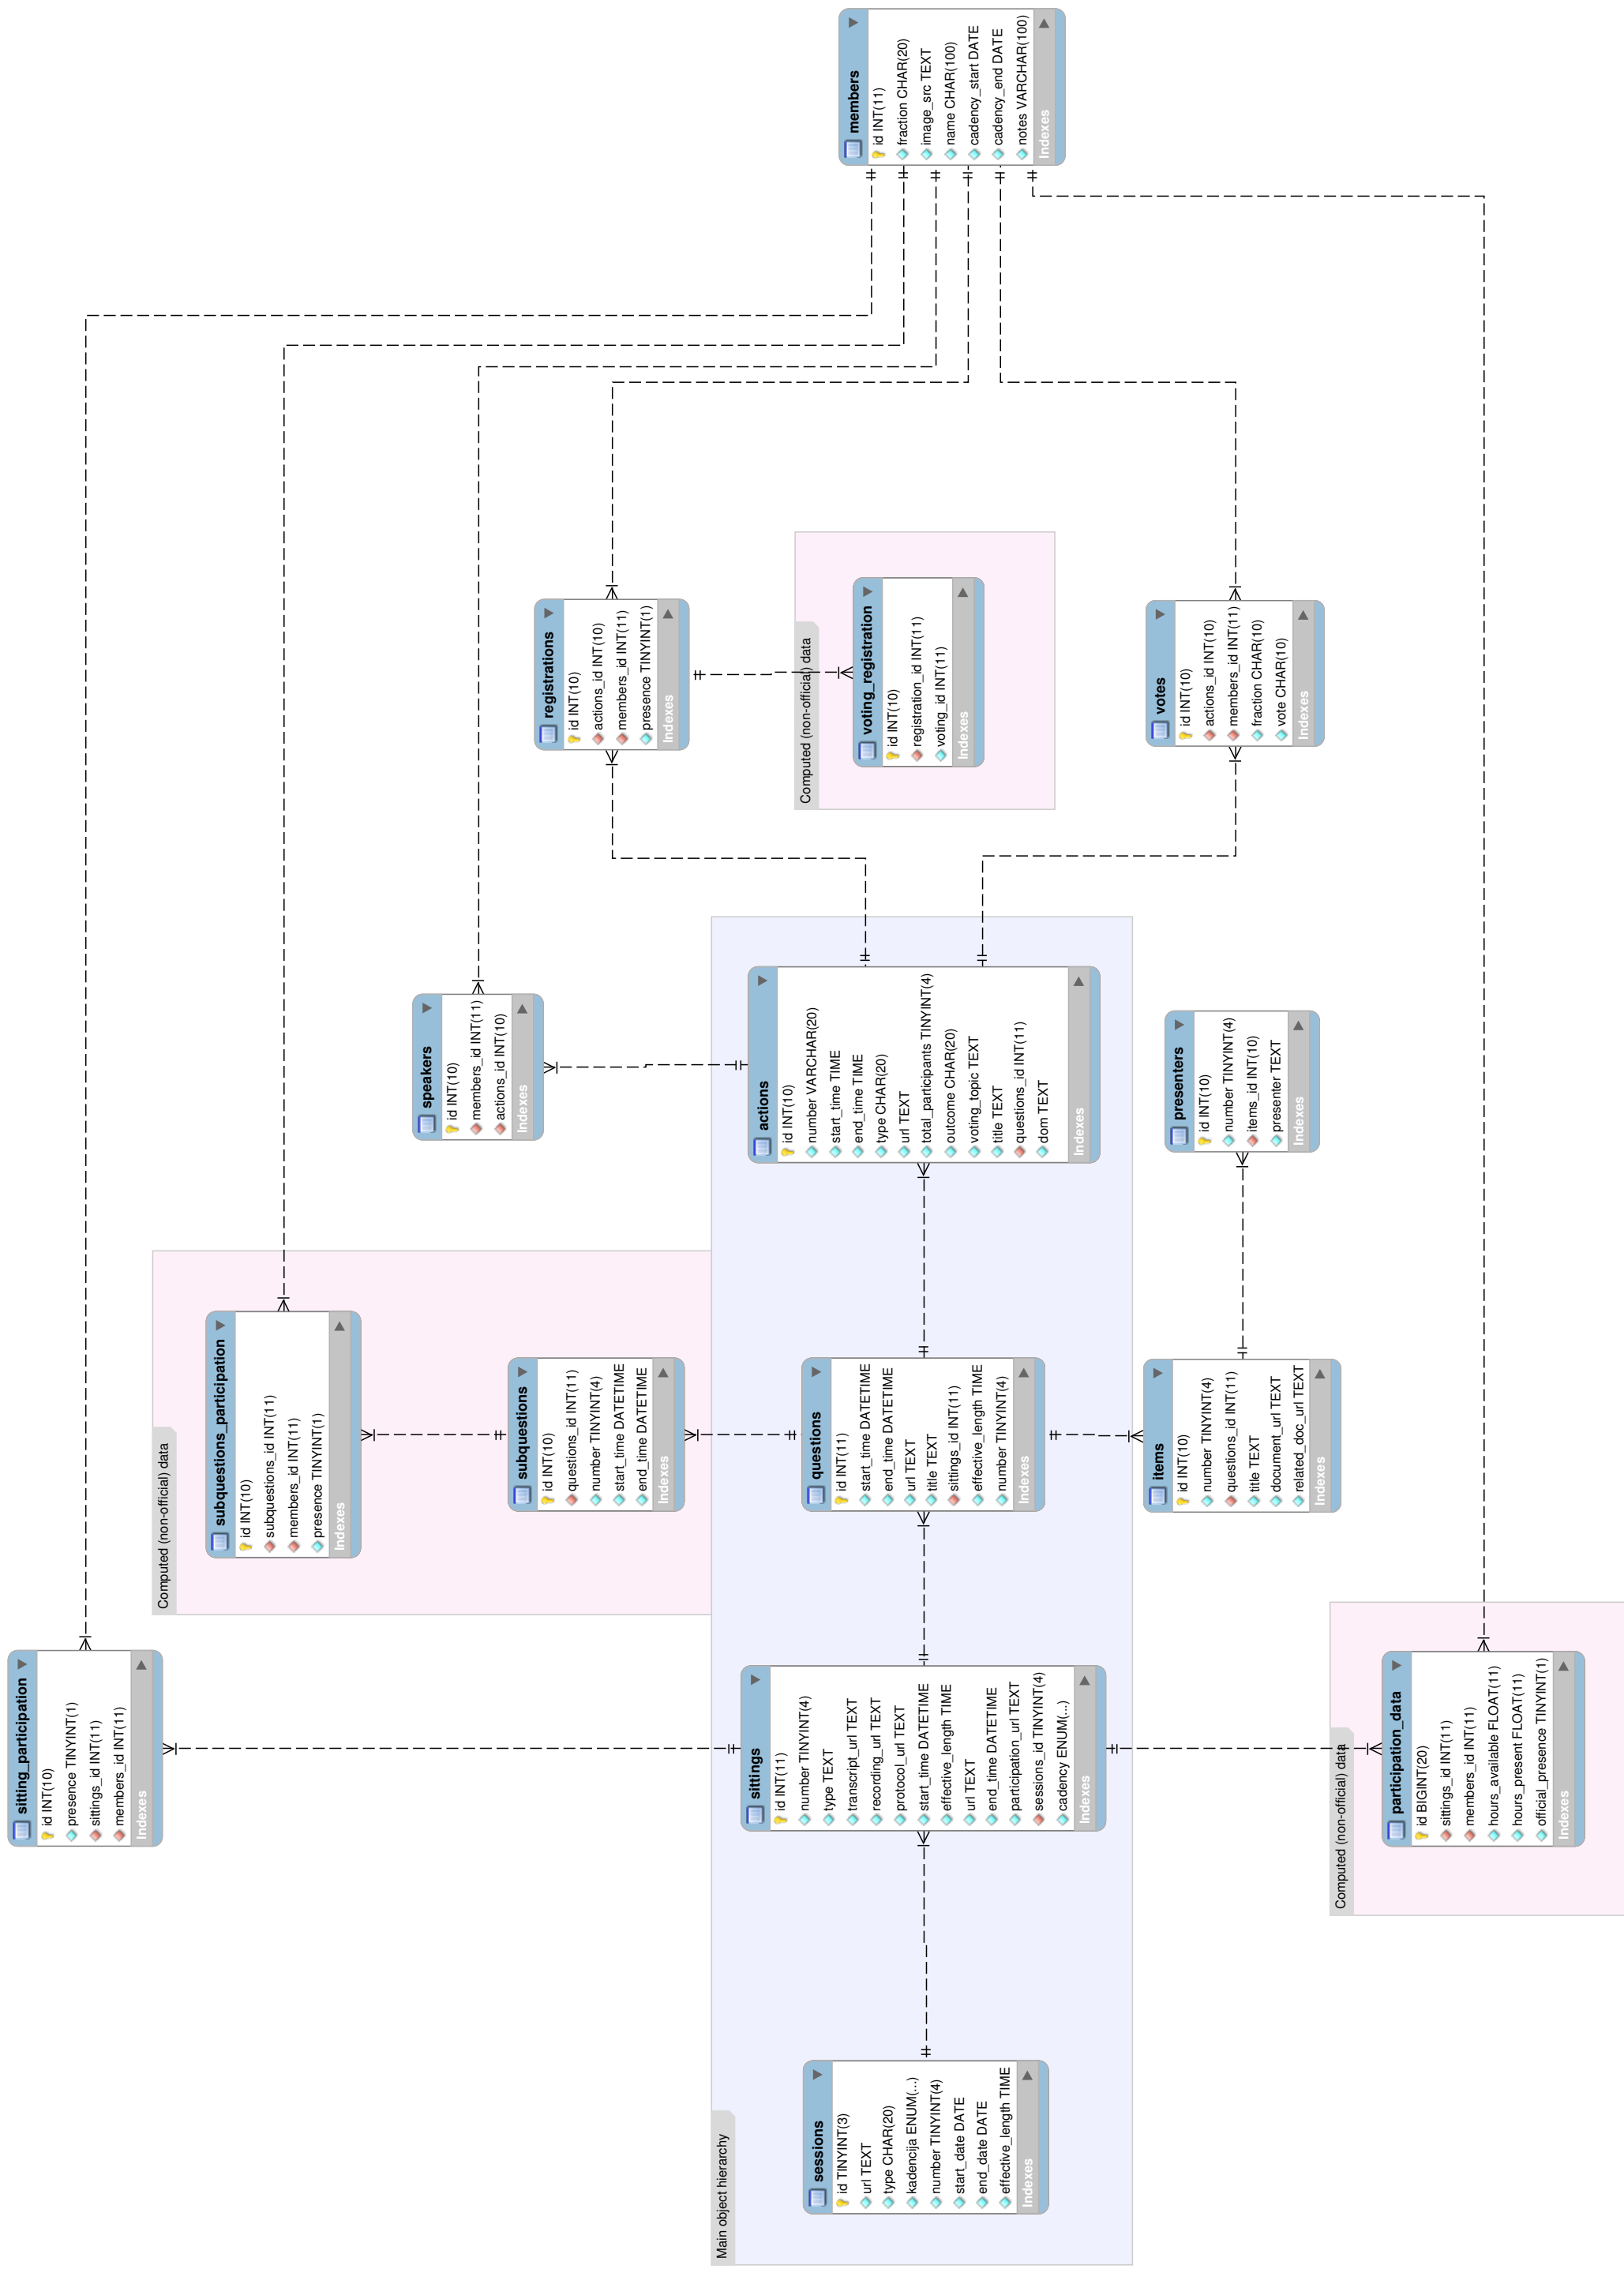 sitting_participation
id INT(10)
presence TINYINT(1)
sittings_id INT(11)
members_id INT(11)
Indexes
Computed (non-official) data
subquestions_participation
id INT(10)
subquestions_id INT(11)
members_id INT(11)
presence TINYINT(1)
Indexes
subquestions
id INT(10)
questions_id INT(11)
number TINYINT(4)
start_time DATETIME
end_time DATETIME
Indexes
speakers
id INT(10)
members_id INT(11)
actions_id INT(10)
Indexes
registrations
id INT(10)
actions_id INT(10)
members_id INT(11)
presence TINYINT(1)
Indexes
Main object hierarchy
sessions
id TINYINT(3)
url TEXT
type CHAR(20)
kadencija ENUM(...)
number TINYINT(4)
start_date DATE
end_date DATE
effective_length TIME
Indexes
sittings
id INT(11)
number TINYINT(4)
type TEXT
transcript_url TEXT
recording_url TEXT
protocol_url TEXT
start_time DATETIME
effective_length TIME
url TEXT
end_time DATETIME
participation_url TEXT
sessions_id TINYINT(4)
cadency ENUM(...)
Indexes
questions
id INT(11)
start_time DATETIME
end_time DATETIME
url TEXT
title TEXT
sittings_id INT(11)
effective_length TIME
number TINYINT(4)
Indexes
actions
id INT(10)
number VARCHAR(20)
start_time TIME
end_time TIME
type CHAR(20)
url TEXT
total_participants TINYINT(4)
outcome CHAR(20)
voting_topic TEXT
title TEXT
questions_id INT(11)
dom TEXT
Indexes
Computed (non-official) data
voting_registration
id INT(10)
registration_id INT(11)
voting_id INT(11)
Indexes
members
id INT(11)
fraction CHAR(20)
image_src TEXT
name CHAR(100)
cadency_start DATE
cadency_end DATE
notes VARCHAR(100)
Indexes
items
id INT(10)
number TINYINT(4)
questions_id INT(11)
title TEXT
document_url TEXT
related_doc_url TEXT
Indexes
presenters
id INT(10)
number TINYINT(4)
items_id INT(10)
presenter TEXT
Indexes
votes
id INT(10)
actions_id INT(10)
members_id INT(11)
fraction CHAR(10)
vote CHAR(10)
Indexes
Computed (non-official) data
participation_data
id BIGINT(20)
sittings_id INT(11)
members_id INT(11)
hours_available FLOAT(11)
hours_present FLOAT(11)
official_presence TINYINT(1)
Indexes